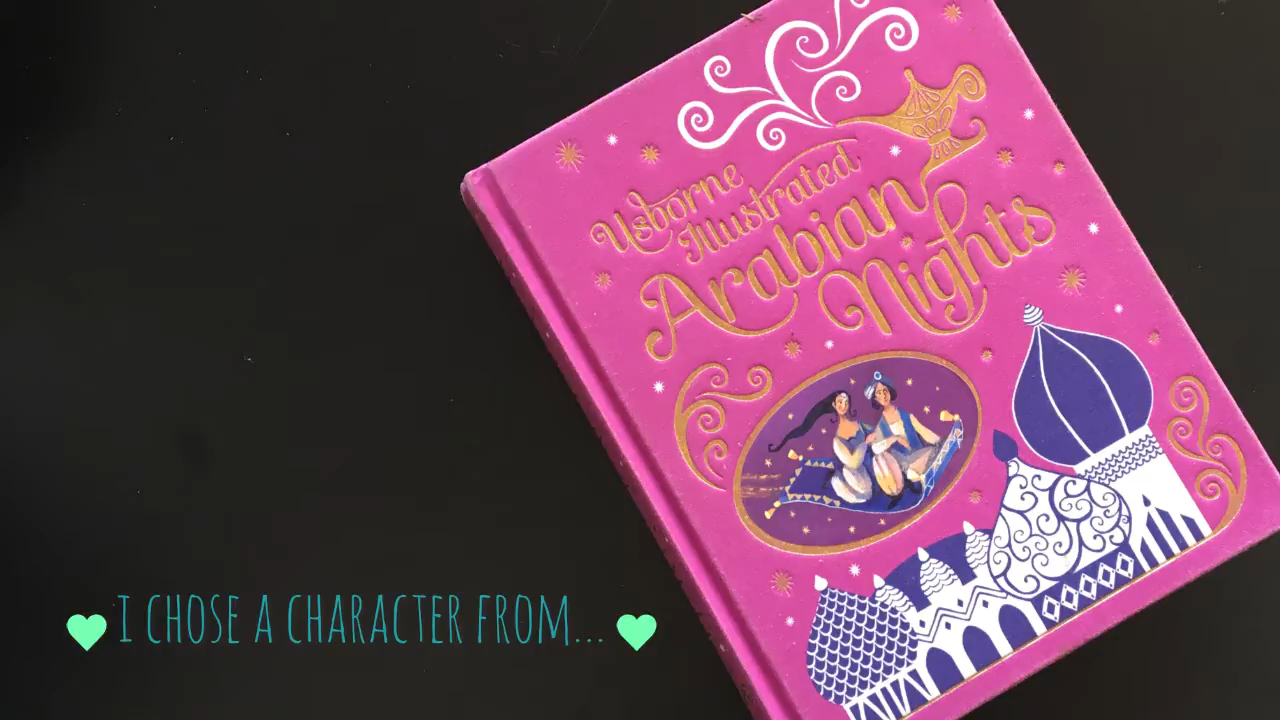 Usborne
Illustrated
Arabian
Nights
I CHOSE A CHARACTER FROM...